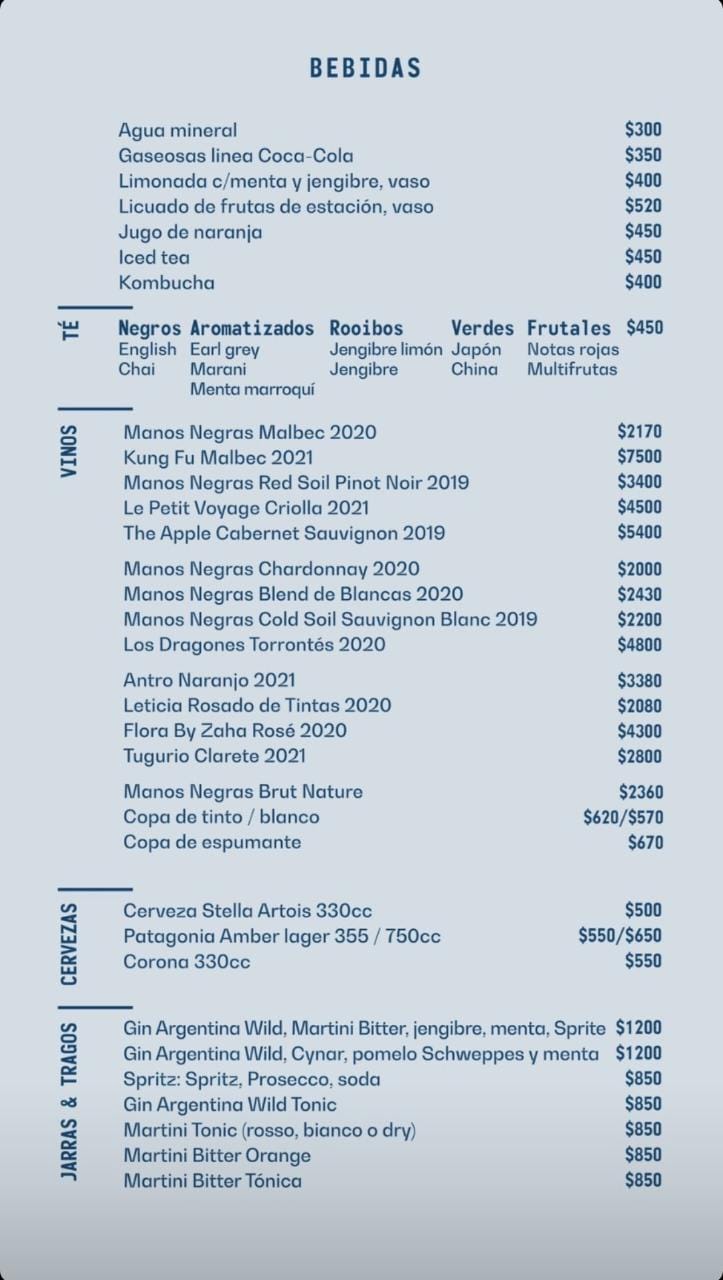 BEBIDAS
Agua mineral $300
Gaseosas linea Coca-Cola $350
Limonada c/menta y jengibre, vaso $400
Licuado de frutas de estación, vaso $520
Jugo de naranja $450
Iced tea $450
Kombucha $400
TÉ
Negros Aromatizados Rooibos Verdes Frutales $450
English Earl grey Jengibre limón Japón Notas rojas
Chai Marani Jengibre China Multifrutas
Menta marroquí
VINOS
Manos Negras Malbec 2020 $2170
Kung Fu Malbec 2021 $7500
Manos Negras Red Soil Pinot Noir 2019 $3400
Le Petit Voyage Criolla 2021 $4500
The Apple Cabernet Sauvignon 2019 $5400
Manos Negras Chardonnay 2020 $2000
Manos Negras Blend de Blancas 2020 $2430
Manos Negras Cold Soil Sauvignon Blanc 2019 $2200
Los Dragones Torrontés 2020 $4800
Antro Naranjo 2021 $3380
Leticia Rosado de Tintas 2020 $2080
Flora By Zaha Rosé 2020 $4300
Tugurio Clarete 2021 $2800
Manos Negras Brut Nature $2360
Copa de tinto / blanco $620/$570
Copa de espumante $670
CERVEZAS
Cerveza Stella Artois 330cc $500
Patagonia Amber lager 355 / 750cc $550/$650
Corona 330cc $550
JARRAS & TRAGOS
Gin Argentina Wild, Martini Bitter, jengibre, menta, Sprite $1200
Gin Argentina Wild, Cynar, pomelo Schweppes y menta $1200
Spritz: Spritz, Prosecco, soda $850
Gin Argentina Wild Tonic $850
Martini Tonic (rosso, bianco o dry) $850
Martini Bitter Orange $850
Martini Bitter Tónica $850